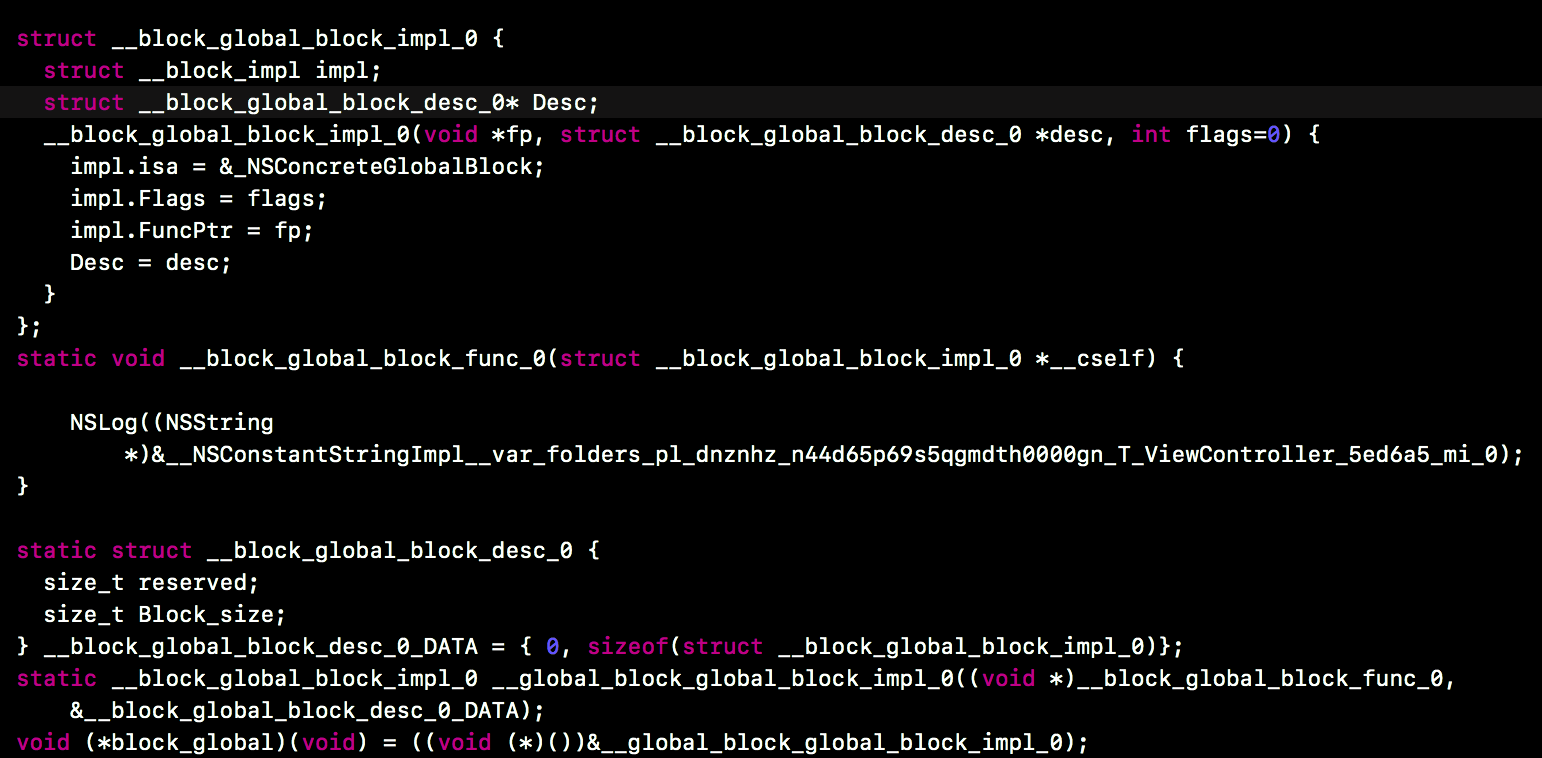 struct __block_global_block_impl_0 {
  struct __block_impl impl;
  struct __block_global_block_desc_0* Desc;
  __block_global_block_impl_0(void *fp, struct __block_global_block_desc_0 *desc, int flags=0) {
    impl.isa = &_NSConcreteGlobalBlock;
    impl.Flags = flags;
    impl.FuncPtr = fp;
    Desc = desc;
  }
};
static void __block_global_block_func_0(struct __block_global_block_impl_0 *__cself) {

    NSLog((NSString
        *)&__NSConstantStringImpl__var_folders_pl_dnznhz_n44d65p69s5qgmdth0000gn_T_ViewController_5ed6a5_mi_0);
}

static struct __block_global_block_desc_0 {
  size_t reserved;
  size_t Block_size;
} __block_global_block_desc_0_DATA = { 0, sizeof(struct __block_global_block_impl_0)};
static __block_global_block_impl_0 __global_block_global_block_impl_0((void *)__block_global_block_func_0,
    &__block_global_block_desc_0_DATA);
void (*block_global)(void) = ((void (*)())&__global_block_global_block_impl_0);